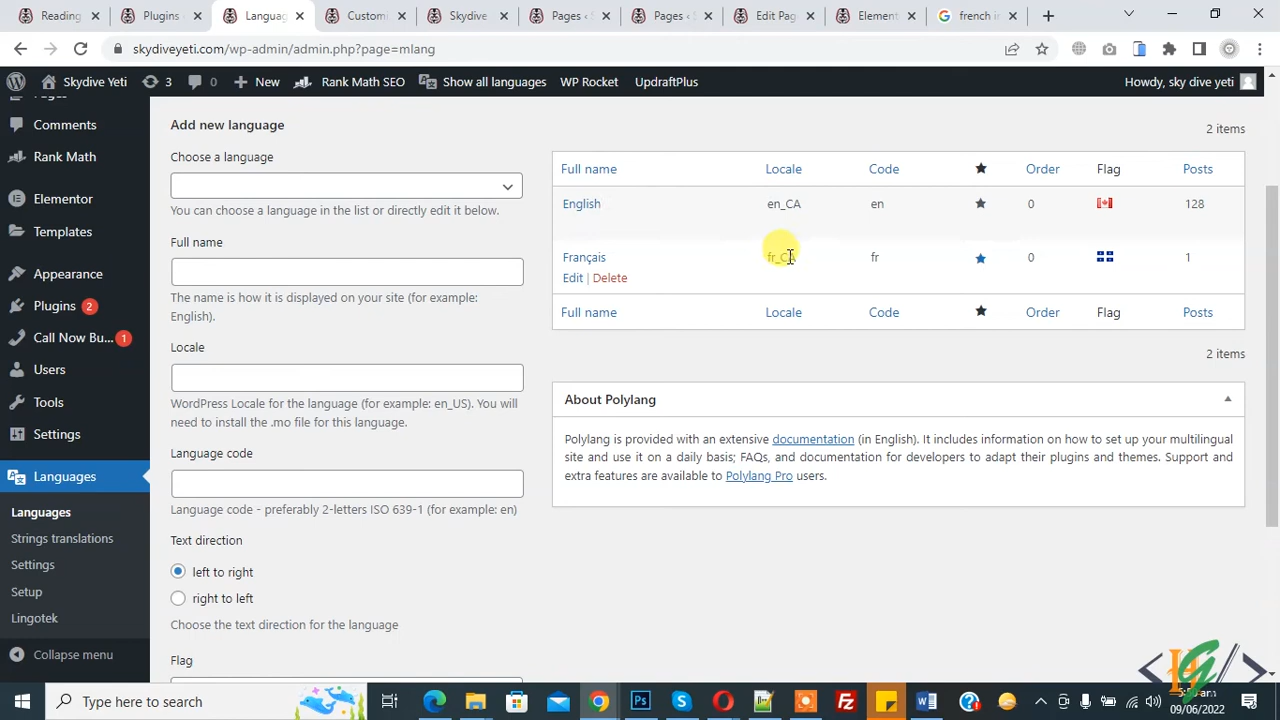 Reading
Plugins
Languag
Customi
Skydive
Pages ‹ S
Pages ‹ S
Edit Pag
Element
french in
skydiveyeti.com/wp-admin/admin.php?page=mlang
Skydive Yeti
3
0
New
Rank Math SEO
Show all languages
WP Rocket
UpdraftPlus
Howdy, sky dive yeti
Pages
Comments
Rank Math
Elementor
Templates
Appearance
Plugins 2
Call Now Bu... 1
Users
Tools
Settings
Languages
Languages
Strings translations
Settings
Setup
Lingotek
Collapse menu
Add new language
Choose a language
You can choose a language in the list or directly edit it below.
Full name
The name is how it is displayed on your site (for example:
English).
Locale
WordPress Locale for the language (for example: en_US). You will
need to install the .mo file for this language.
Language code
Language code - preferably 2-letters ISO 639-1 (for example: en)
Text direction
left to right
right to left
Choose the text direction for the language
Flag
2 items
Full name Locale Code Order Flag Posts
English en_CA en 0 128
Français fr_CA fr 0 1
Edit | Delete
Full name Locale Code Order Flag Posts
2 items
About Polylang
Polylang is provided with an extensive documentation (in English). It includes information on how to set up your multilingual
site and use it on a daily basis; FAQs, and documentation for developers to adapt their plugins and themes. Support and
extra features are available to Polylang Pro users.
Type here to search
09/06/2022